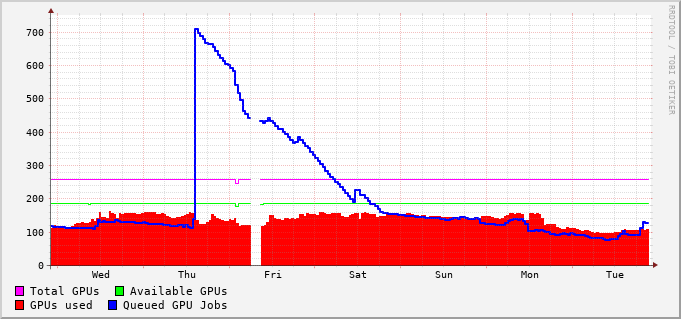 RRDTOOL / TOBI OETIKER
700
600
500
400
300
200
100
0
Wed Thu Fri Sat Sun Mon Tue
Total GPUs Available GPUs
GPUs used Queued GPU Jobs